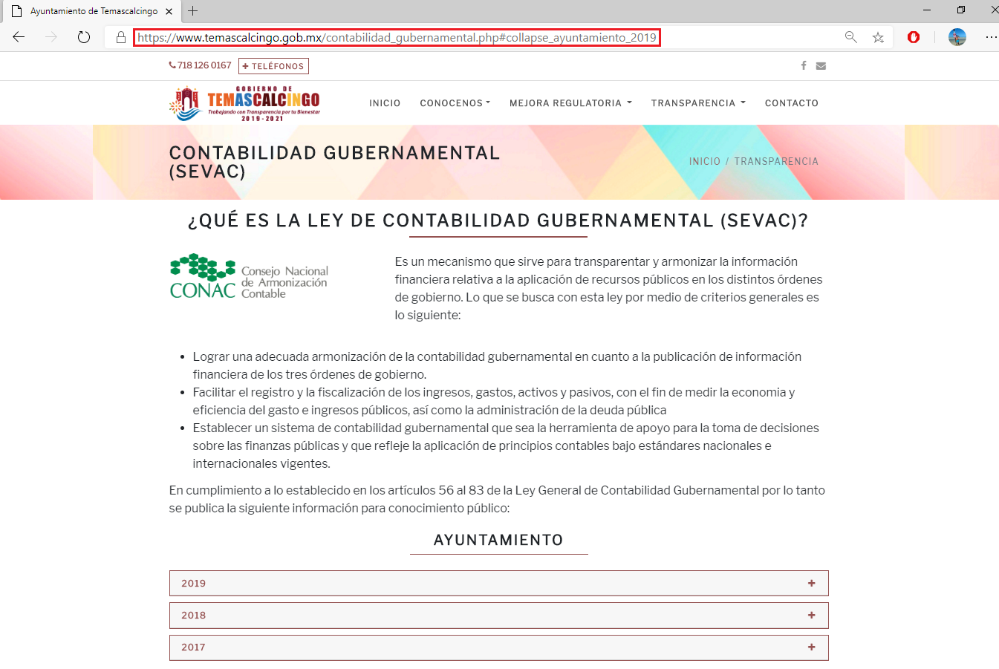 Ayuntamiento de Temascalcingo
https://www.temascalcingo.gob.mx/contabilidad_gubernamental.php#collapse_ayuntamiento_2019
718 126 0167 + TELÉFONOS
GOBIERNO DE
TEMASCALCINGO
Trabajando con Transparencia por tu Bienestar
2019-2021
INICIO CONOCENOS MEJORA REGULATORIA TRANSPARENCIA CONTACTO
CONTABILIDAD GUBERNAMENTAL
(SEVAC)
INICIO / TRANSPARENCIA
¿QUÉ ES LA LEY DE CONTABILIDAD GUBERNAMENTAL (SEVAC)?
CONAC
Consejo Nacional
de Armonización
Contable
Es un mecanismo que sirve para transparentar y armonizar la información
financiera relativa a la aplicación de recursos públicos en los distintos órdenes
de gobierno. Lo que se busca con esta ley por medio de criterios generales es
lo siguiente:
• Lograr una adecuada armonización de la contabilidad gubernamental en cuanto a la publicación de información
financiera de los tres órdenes de gobierno.
• Facilitar el registro y la fiscalización de los ingresos, gastos, activos y pasivos, con el fin de medir la economia y
eficiencia del gasto e ingresos públicos, así como la administración de la deuda pública
• Establecer un sistema de contabilidad gubernamental que sea la herramienta de apoyo para la toma de decisiones
sobre las finanzas públicas y que refleje la aplicación de principios contables bajo estándares nacionales e
internacionales vigentes.
En cumplimiento a lo establecido en los artículos 56 al 83 de la Ley General de Contabilidad Gubernamental por lo tanto
se publica la siguiente información para conocimiento público:
AYUNTAMIENTO
2019 +
2018 +
2017 +